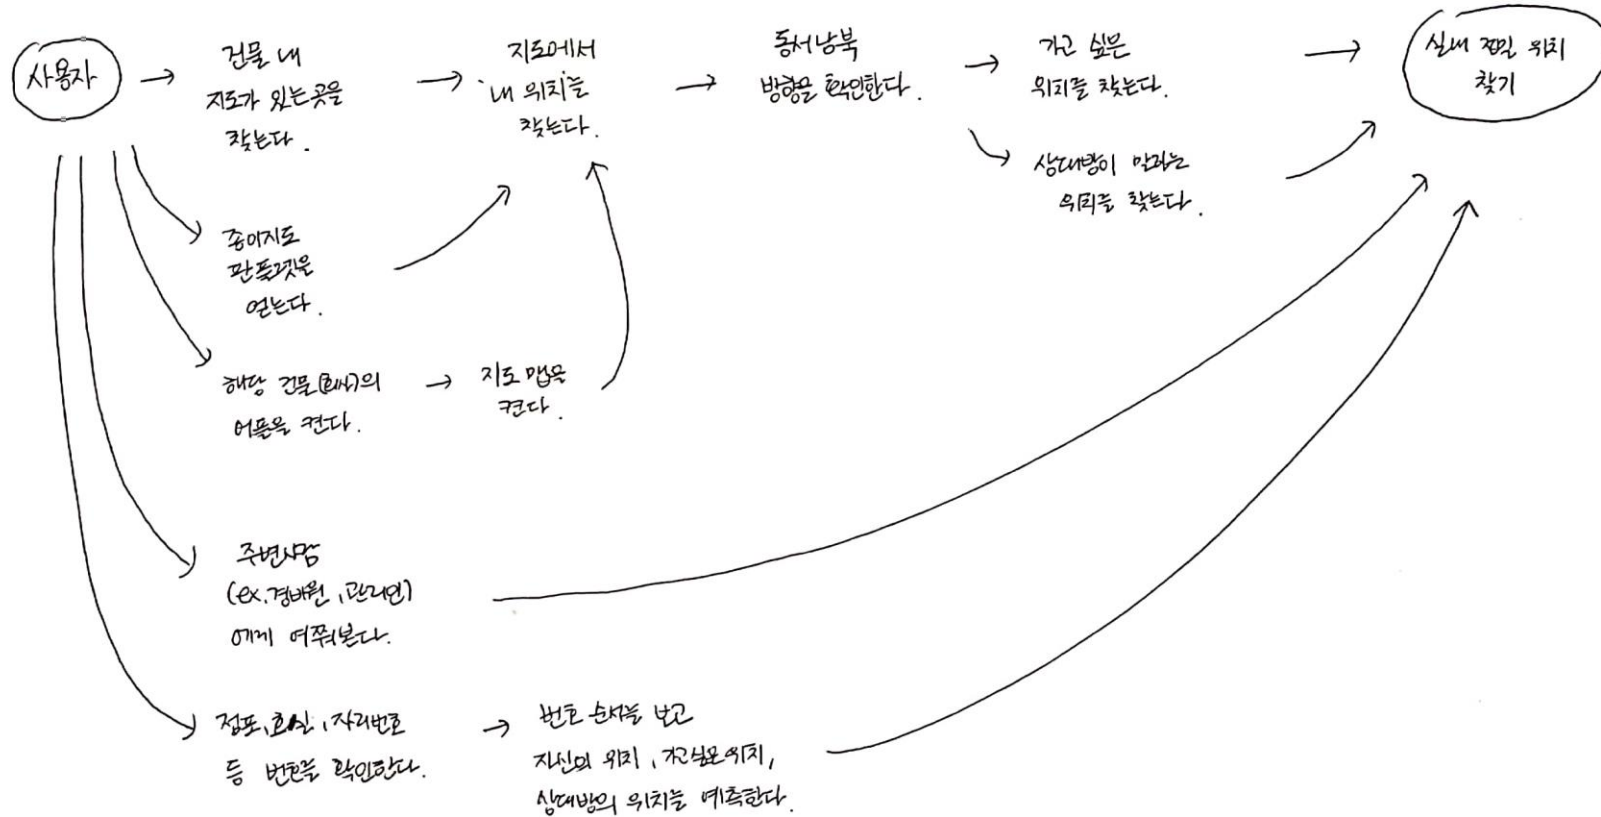 사용자
건물 내
지도가 있는곳을
찾는다.
지도에서
내 위치를
찾는다.
동서남북
방향을 확인한다.
가고 싶은
위치를 찾는다.
실내 정밀 위치
찾기
상대방이 말하는
위치를 찾는다.
종이지도
판플렛을
얻는다.
해당 건물(회사)의
어플을 켠다.
지도 맵을
켠다.
주변사람
(ex.경비원, 관리인)
에게 여쭤본다.
점포, 호실, 자리번호
등 번호를 확인한다.
번호 순서를 보고
자신의 위치, 가고싶은위치,
상대방의 위치를 예측한다.